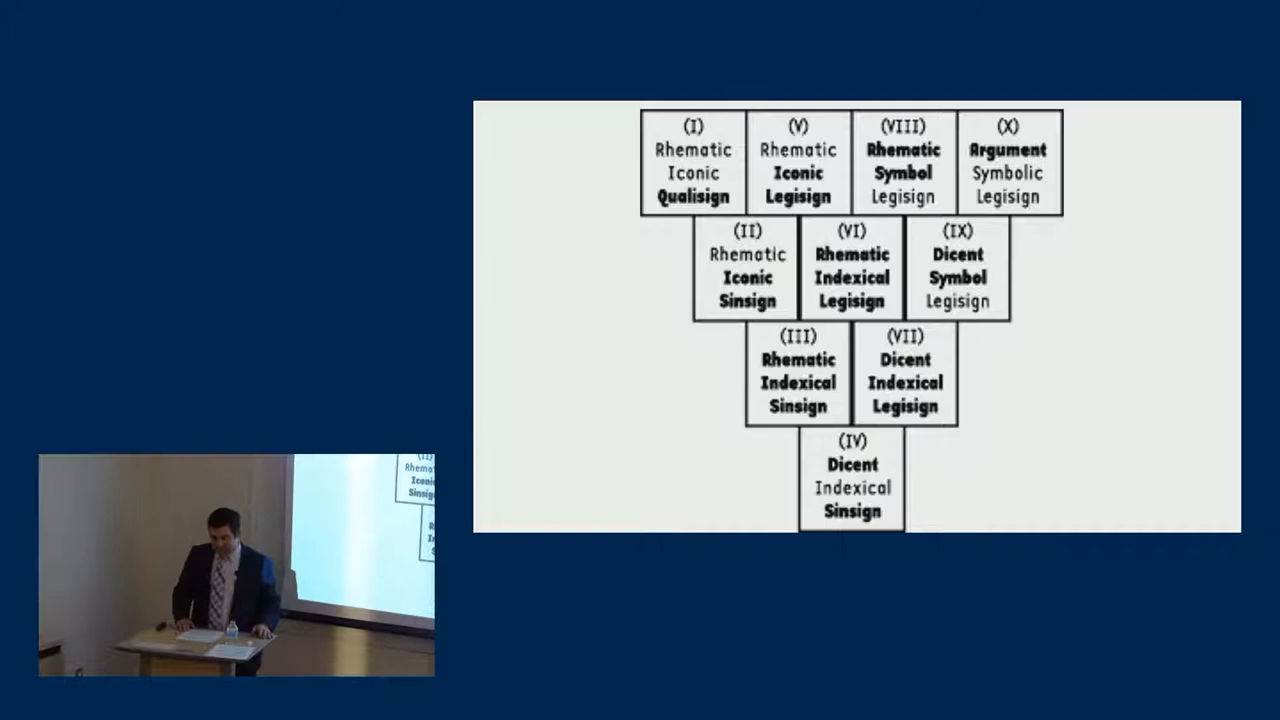 (I)
Rhematic
Iconic
Qualisign
(V)
Rhematic
Iconic
Legisign
(VIII)
Rhematic
Symbol
Legisign
(X)
Argument
Symbolic
Legisign
(II)
Rhematic
Iconic
Sinsign
(VI)
Rhematic
Indexical
Legisign
(IX)
Dicent
Symbol
Legisign
(III)
Rhematic
Indexical
Sinsign
(VII)
Dicent
Indexical
Legisign
(IV)
Dicent
Indexical
Sinsign